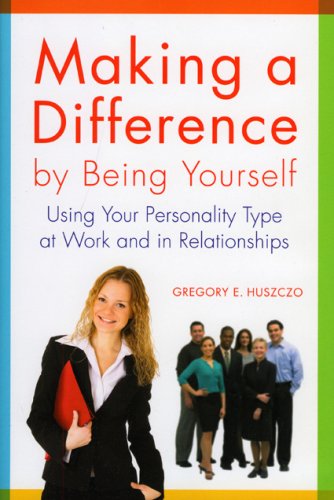 Making a
Difference
by Being Yourself
Using Your Personality Type
at Work and in Relationships
GREGORY E. HUSZCZO